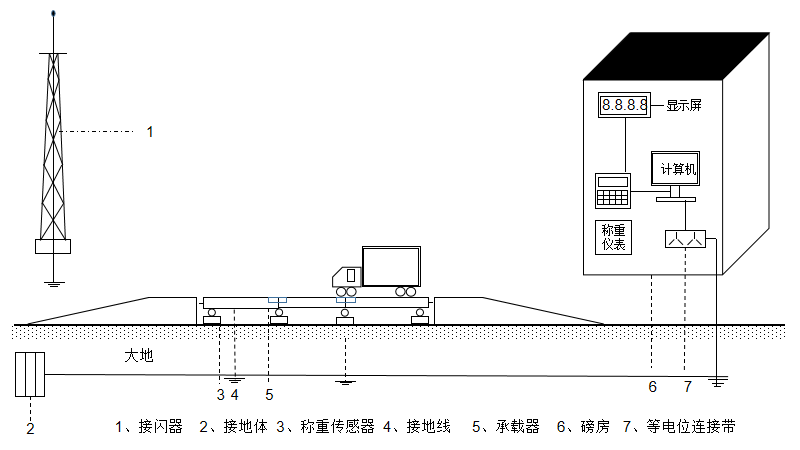 8.8.8.8
显示屏
1
计算机
称重
仪表
大地
3
4
5
6
7
2
1、接闪器 2、接地体 3、称重传感器 4、接地线 5、承载器 6、磅房 7、等电位连接带